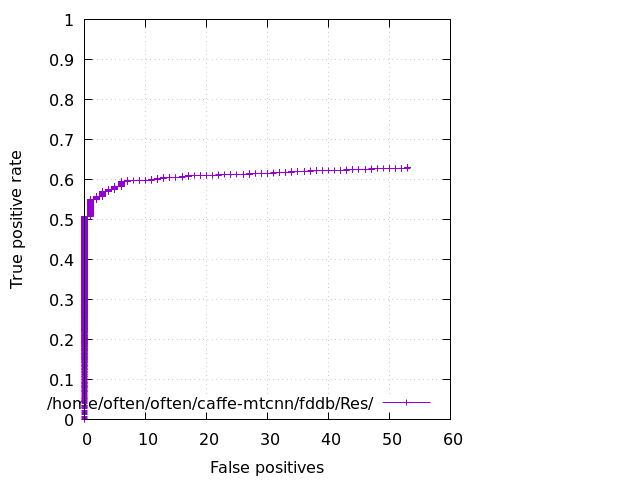 1
0.9
0.8
0.7
0.6
0.5
0.4
0.3
0.2
0.1
0
True positive rate
/home/often/often/caffe-mtcnn/fddb/Res/
0 10 20 30 40 50 60
False positives